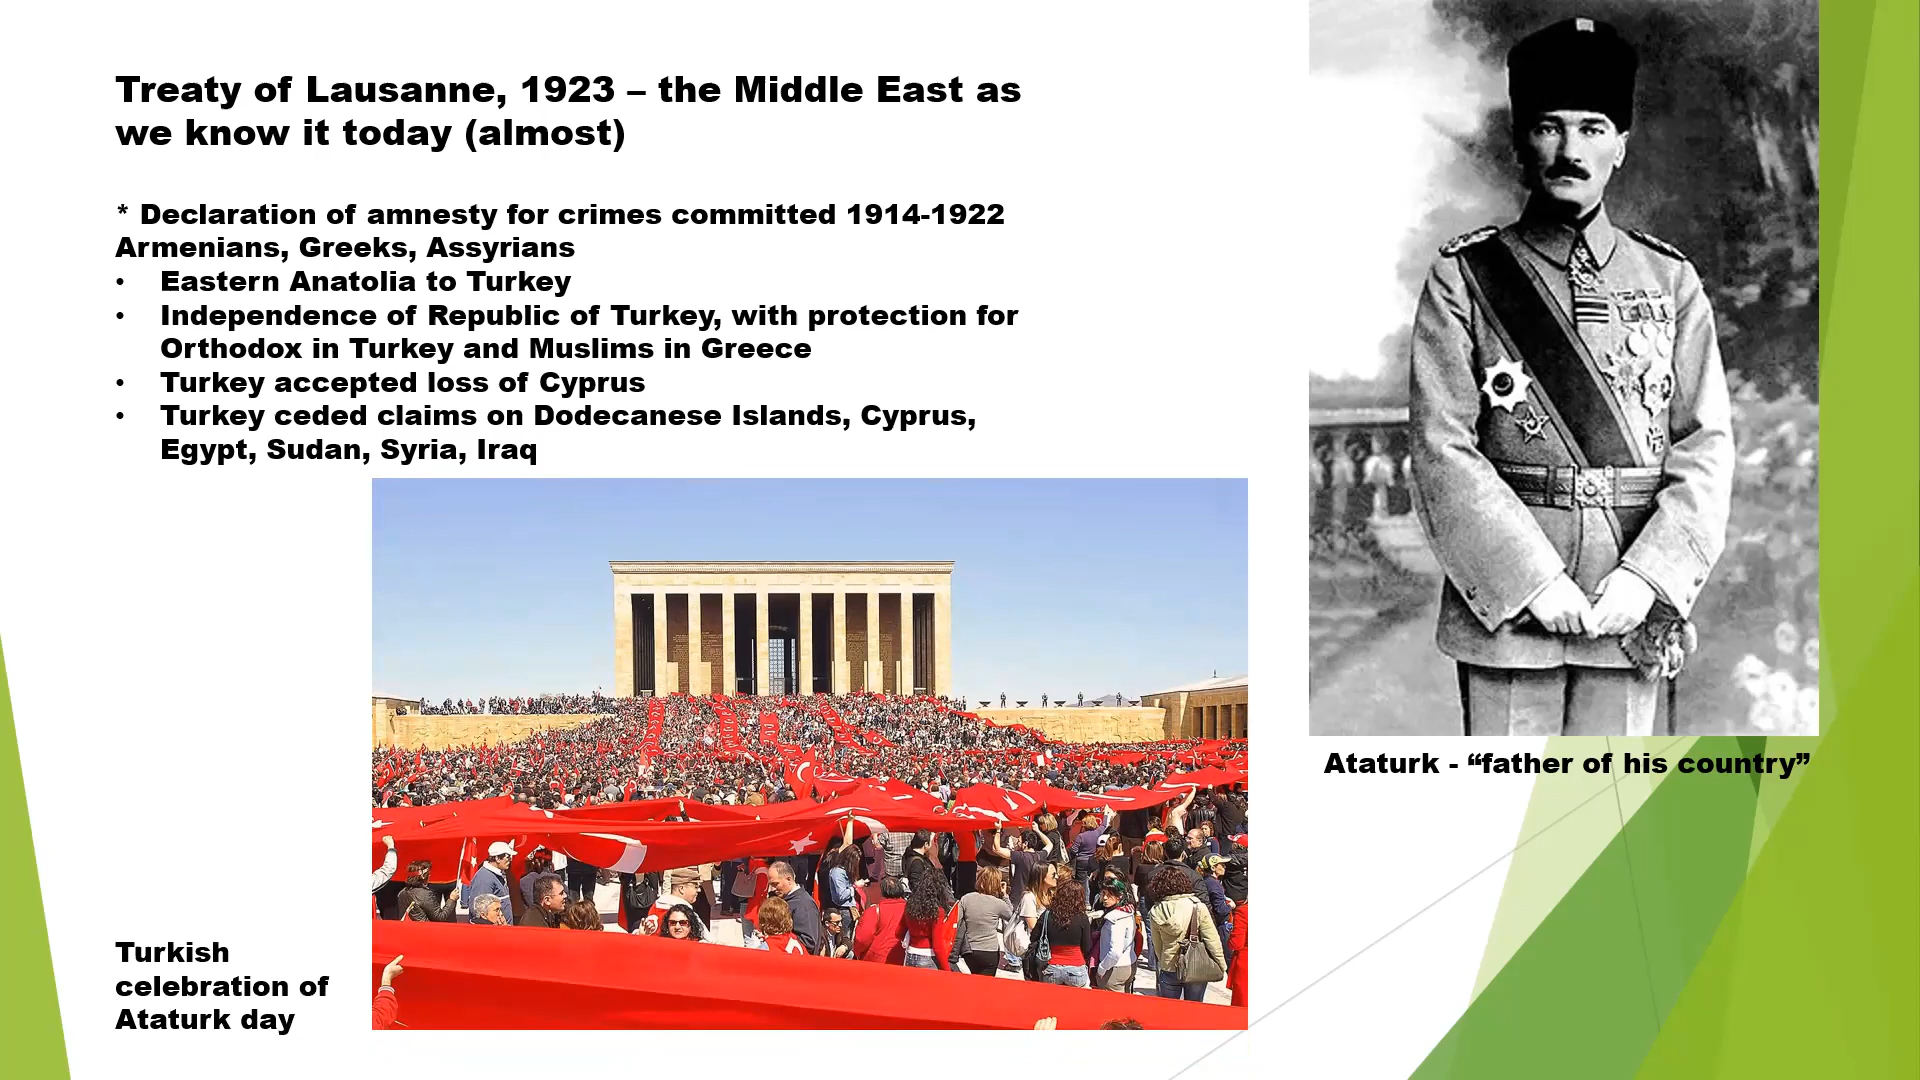 Treaty of Lausanne, 1923 – the Middle East as
we know it today (almost)
* Declaration of amnesty for crimes committed 1914-1922
Armenians, Greeks, Assyrians
• Eastern Anatolia to Turkey
• Independence of Republic of Turkey, with protection for
Orthodox in Turkey and Muslims in Greece
• Turkey accepted loss of Cyprus
• Turkey ceded claims on Dodecanese Islands, Cyprus,
Egypt, Sudan, Syria, Iraq
Ataturk - “father of his country”
Turkish
celebration of
Ataturk day